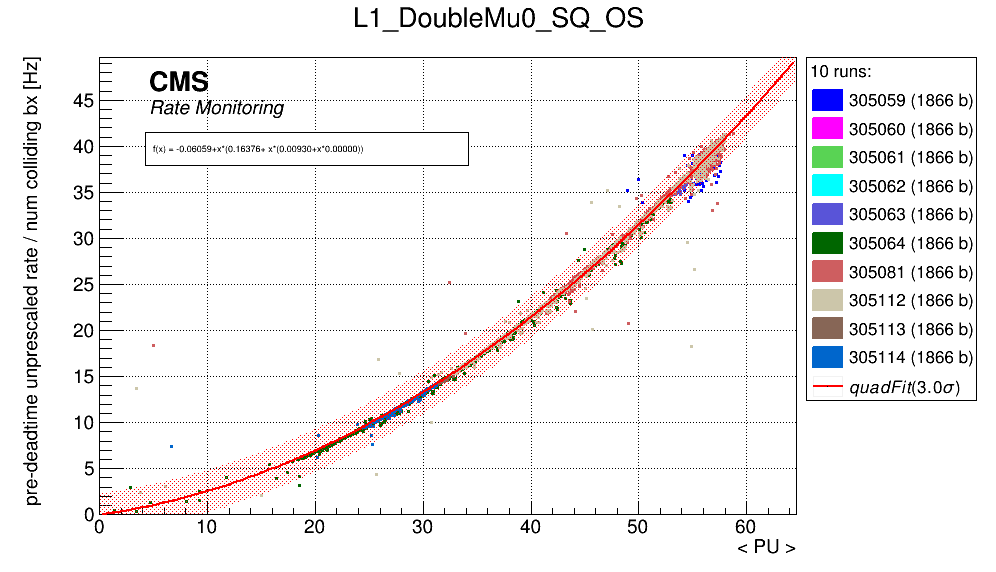 L1_DoubleMu0_SQ_OS
pre-deadtime unprescaled rate / num colliding bx [Hz]
CMS
Rate Monitoring
f(x) = -0.06059+x*(0.16376+ x*(0.00930+x*0.00000))
45
40
35
30
25
20
15
10
5
0
0 10 20 30 40 50 60
< PU >
10 runs:
305059 (1866 b)
305060 (1866 b)
305061 (1866 b)
305062 (1866 b)
305063 (1866 b)
305064 (1866 b)
305081 (1866 b)
305112 (1866 b)
305113 (1866 b)
305114 (1866 b)
quadFit(3.0σ)